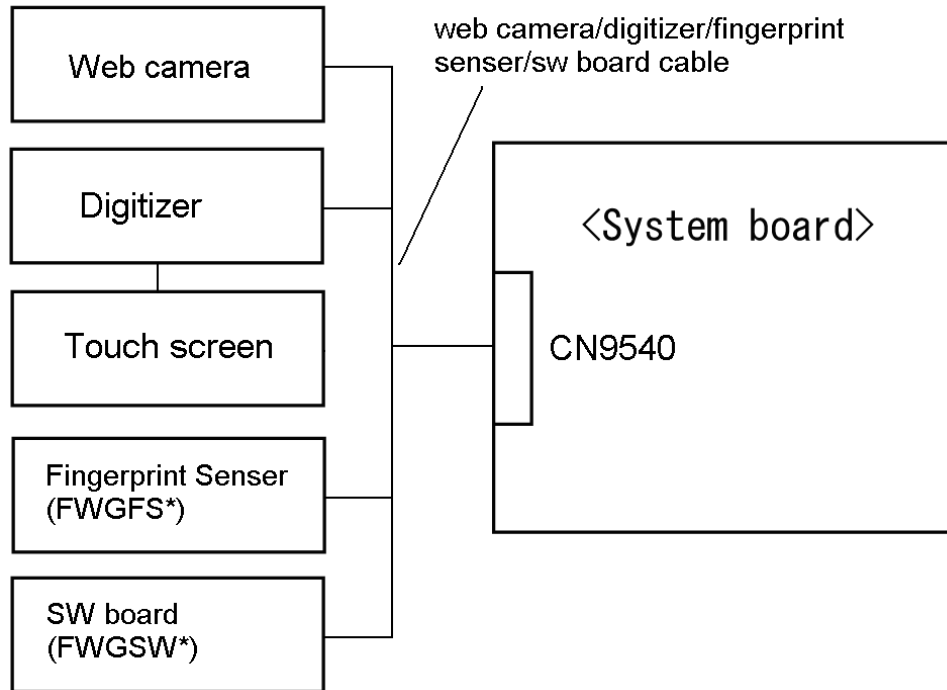 Web camera
web camera/digitizer/fingerprint
senser/sw board cable
Digitizer
Touch screen
Fingerprint Senser
(FWGFS*)
SW board
(FWGSW*)
<System board>
CN9540